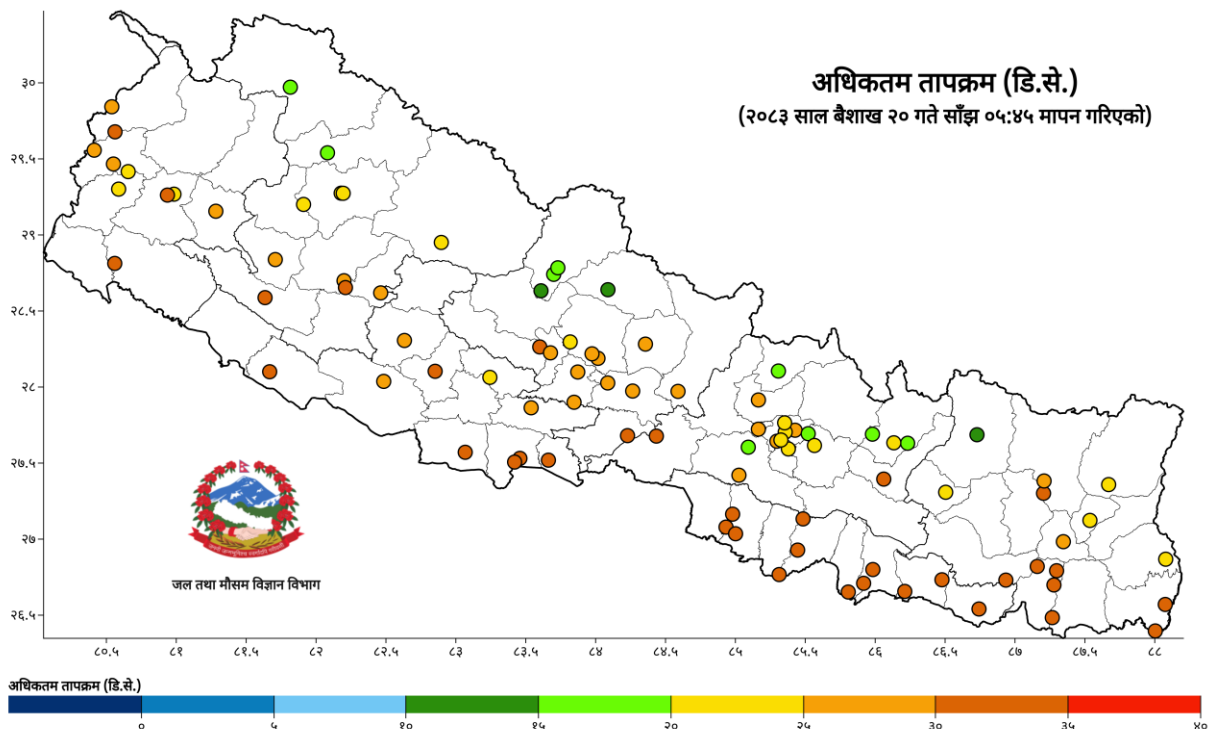 अधिकतम तापक्रम (डि.से.)
(२०८३ साल बैशाख २० गते साँझ ०५:४५ मापन गरिएको)
३०
२९.५
२९
२८.५
२८
२७.५
२७
२६.५
जल तथा मौसम विज्ञान विभाग
८०.५ ८१ ८१.५ ८२ ८२.५ ८३ ८३.५ ८४ ८४.५ ८५ ८५.५ ८६ ८६.५ ८७ ८७.५ ८८
अधिकतम तापक्रम (डि.से.)
० ५ १० १५ २० २५ ३० ३५ ४०